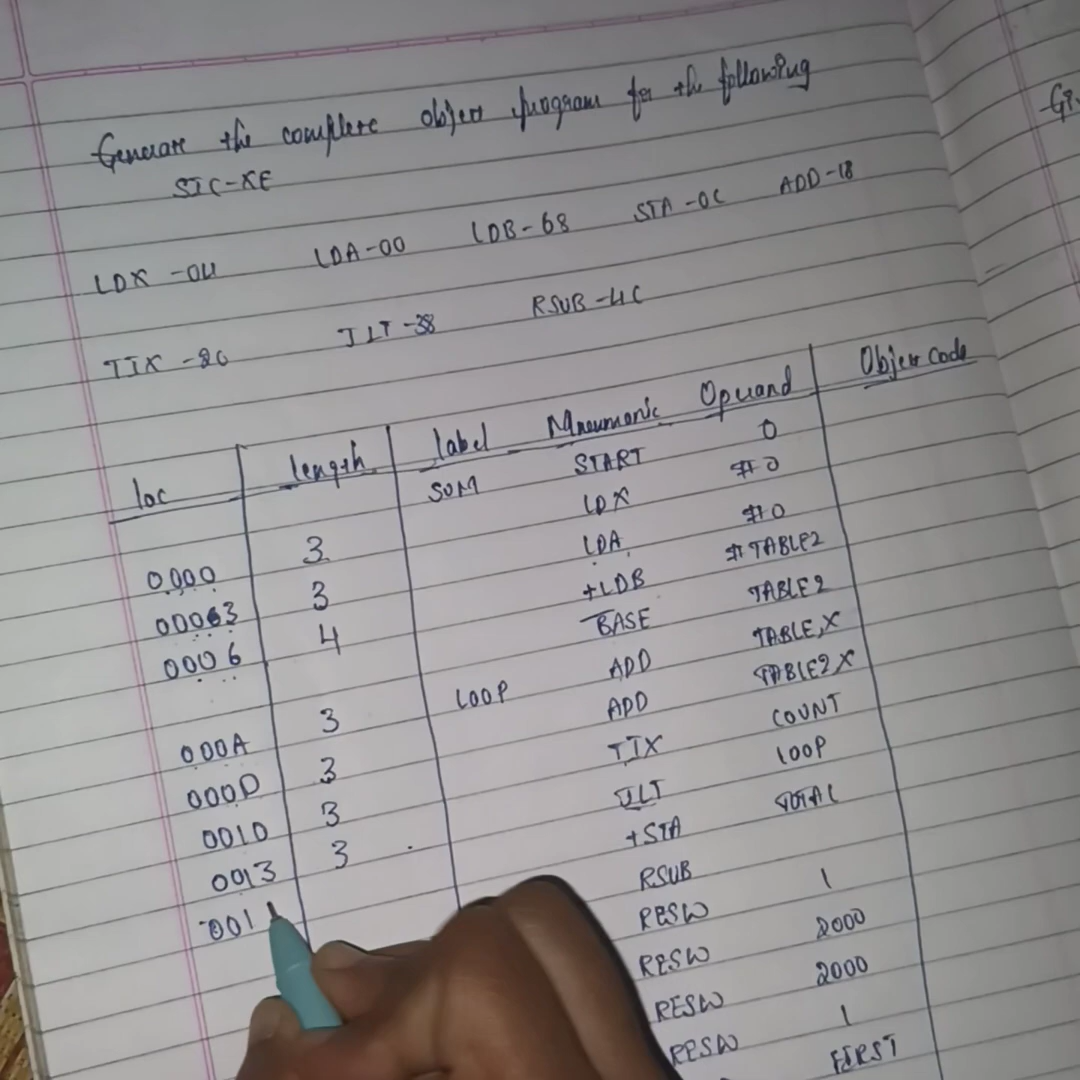 Generate the complete object program for the following
SIC-XE
LDX -04 LDA-00 LDB-68 STA-0C ADD-18
TIX -2C JLT-38 RSUB-4C
loc length label Mneumonic Operand Object code
SUM START 0
0000 3 LDX #0
00063 3 LDA #0
0006 4 +LDB #TABLE2
BASE TABLE2
000A 3 LOOP ADD TABLE,X
000D 3 ADD TABLE2 X
0010 3 TIX COUNT
0013 3 JLT LOOP
001 +STA TOTAL
RSUB
RESW 1
RESW 2000
RESW 2000
RESW 1
FIRST